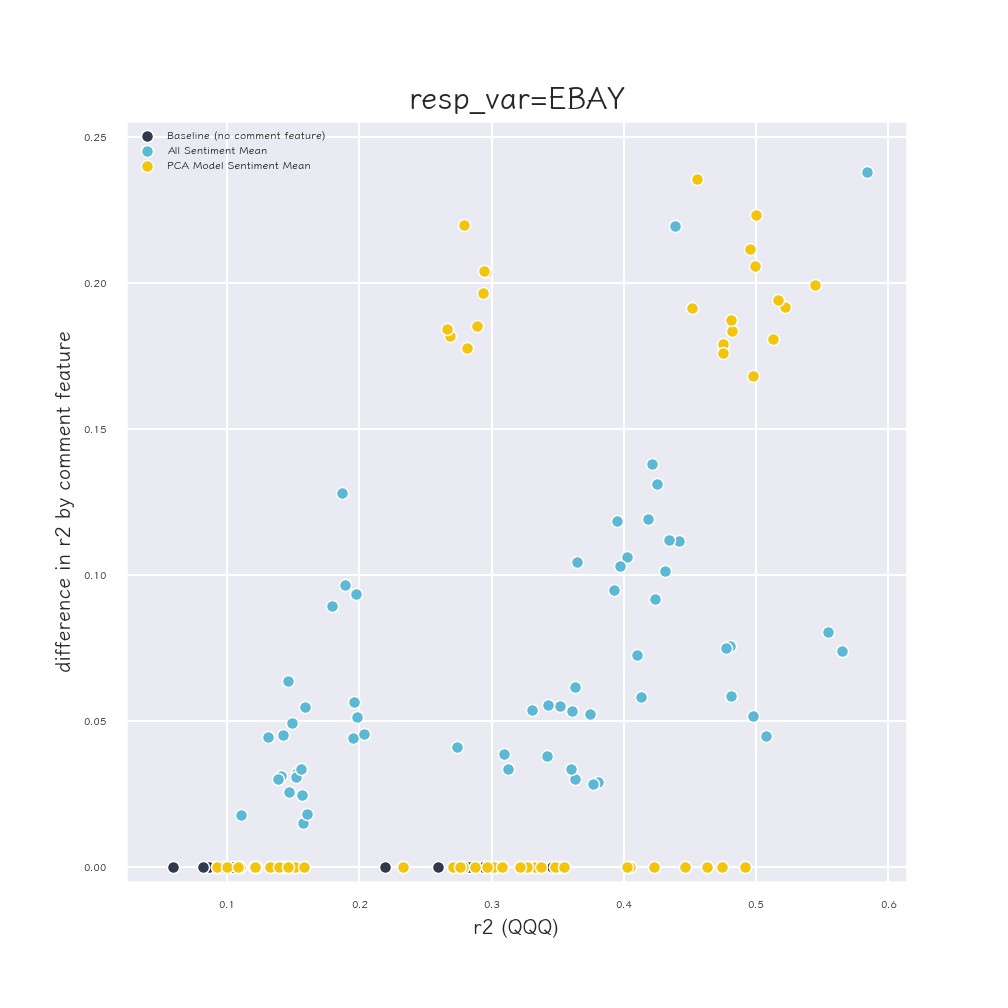 resp_var=EBAY
Baseline (no comment feature)
All Sentiment Mean
PCA Model Sentiment Mean
0.25
0.20
0.15
0.10
0.05
0.00
difference in r2 by comment feature
0.1 0.2 0.3 0.4 0.5 0.6
r2 (QQQ)